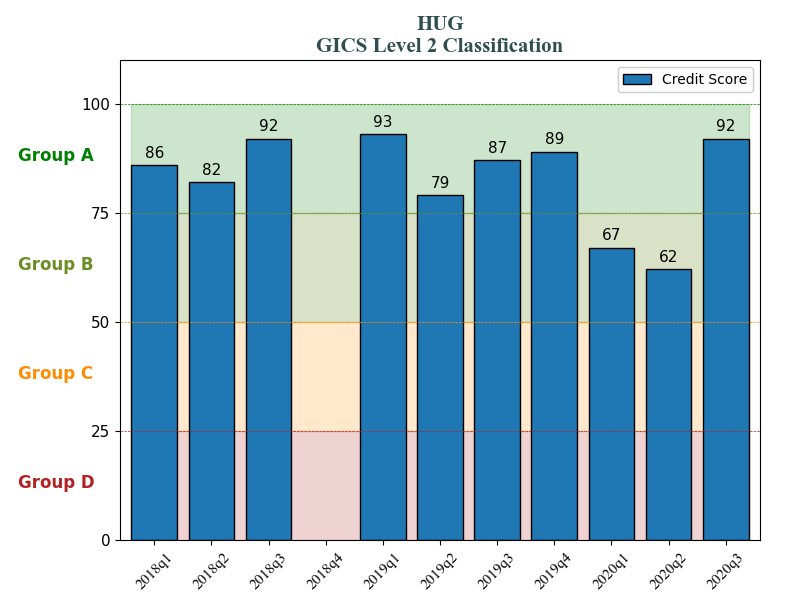 HUG
GICS Level 2 Classification
Credit Score
100
75
50
25
0
Group A
Group B
Group C
Group D
86
82
92
93
79
87
89
67
62
92
2018q1
2018q2
2018q3
2018q4
2019q1
2019q2
2019q3
2019q4
2020q1
2020q2
2020q3